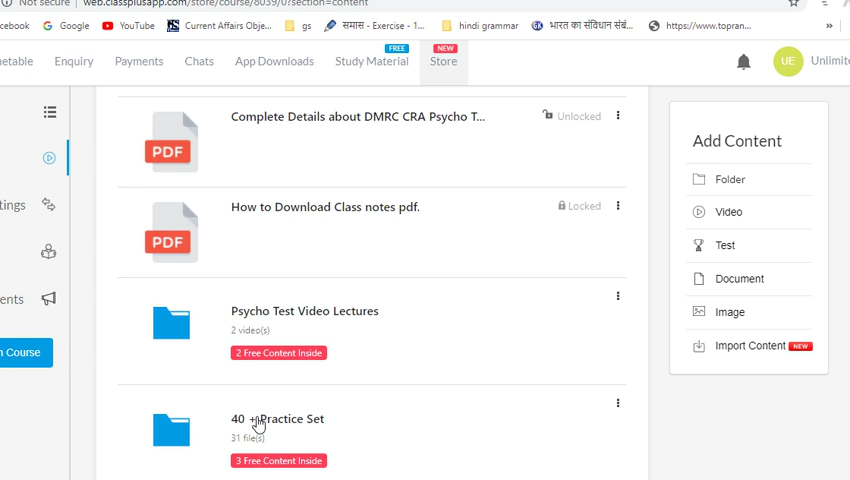 Not secure web.classplusapp.com/store/course/8039/0?section=content
cebook Google YouTube Current Affairs Obje... gs समास - Exercise - 1... hindi grammar भारत का संविधान संबं... https://www.topran... »
FREE NEW
netable Enquiry Payments Chats App Downloads Study Material Store UE Unlimite
Complete Details about DMRC CRA Psycho T... Unlocked
PDF
How to Download Class notes pdf. Locked
PDF
Psycho Test Video Lectures
2 video(s)
2 Free Content Inside
40 + Practice Set
31 file(s)
3 Free Content Inside
tings
ents
n Course
Add Content
Folder
Video
Test
Document
Image
Import Content NEW